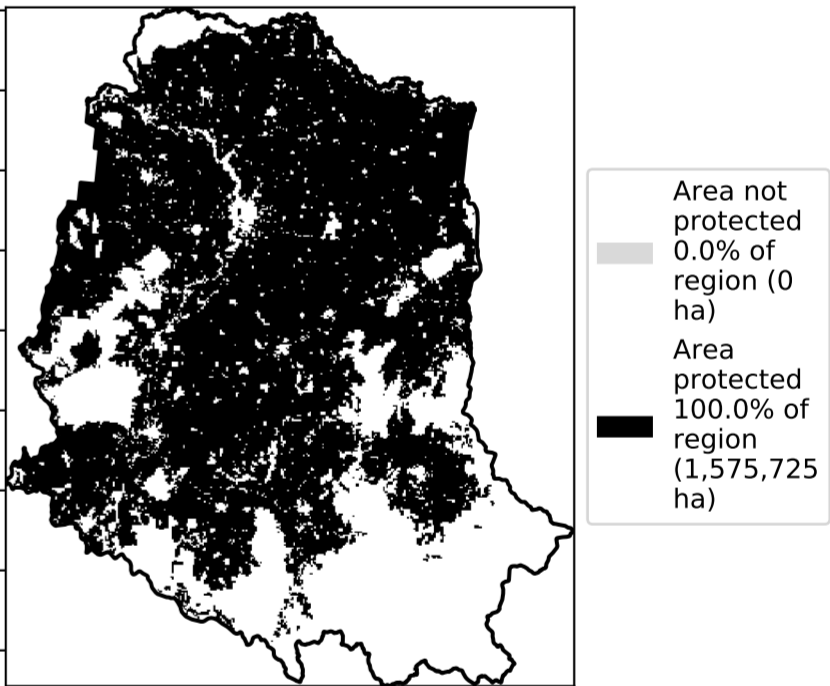 Area not
protected
0.0% of
region (0
ha)
Area
protected
100.0% of
region
(1,575,725
ha)